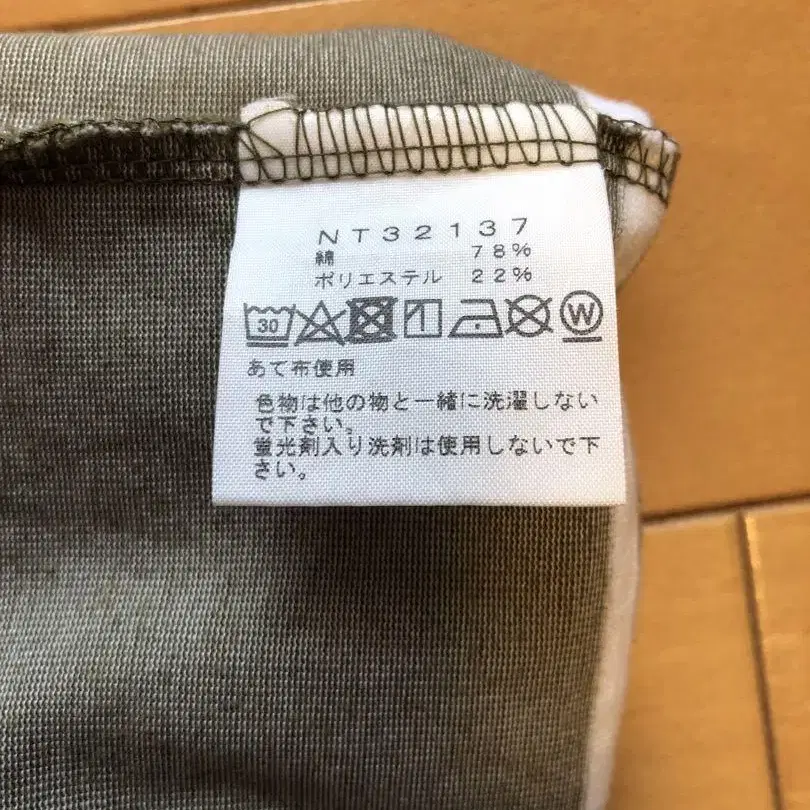 NT32137
綿 78%
ポリエステル 22%
30 W
あて布使用
色物は他の物と一緒に洗濯しない
で下さい。
蛍光剤入り洗剤は使用しないで下
さい。